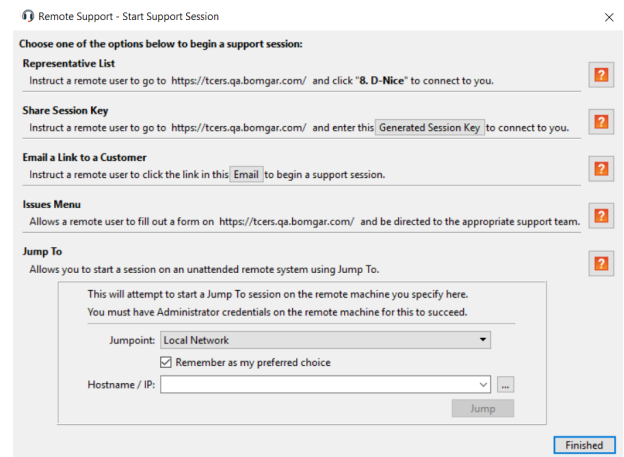 Remote Support - Start Support Session
Choose one of the options below to begin a support session:
Representative List
Instruct a remote user to go to https://tcers.qa.bomgar.com/ and click "8. D-Nice" to connect to you.
?
Share Session Key
Instruct a remote user to go to https://tcers.qa.bomgar.com/ and enter this Generated Session Key to connect to you.
?
Email a Link to a Customer
Instruct a remote user to click the link in this Email to begin a support session.
?
Issues Menu
Allows a remote user to fill out a form on https://tcers.qa.bomgar.com/ and be directed to the appropriate support team.
?
Jump To
Allows you to start a session on an unattended remote system using Jump To.
?
This will attempt to start a Jump To session on the remote machine you specify here.
You must have Administrator credentials on the remote machine for this to succeed.
Jumpoint: Local Network
Remember as my preferred choice
Hostname / IP: ...
Jump
Finished